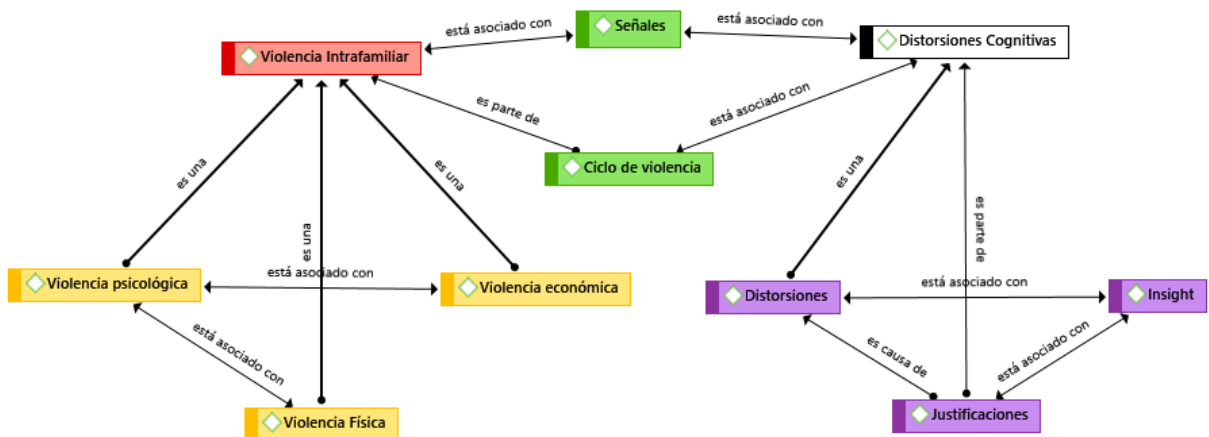 Señales
está asociado con
está asociado con
Violencia Intrafamiliar
Distorsiones Cognitivas
es parte de
está asociado con
Ciclo de violencia
es una
es una
es una
es una
es parte de
Violencia psicológica
está asociado con
Violencia económica
Distorsiones
está asociado con
Insight
está asociado con
es causa de
está asociado con
Violencia Física
Justificaciones